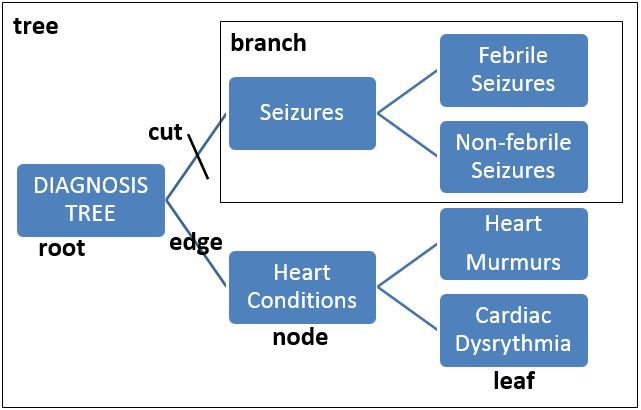 tree
branch
Febrile
Seizures
Seizures
cut
Non-febrile
Seizures
DIAGNOSIS
TREE
root
edge
Heart
Murmurs
Heart
Conditions
node
Cardiac
Dysrythmia
leaf